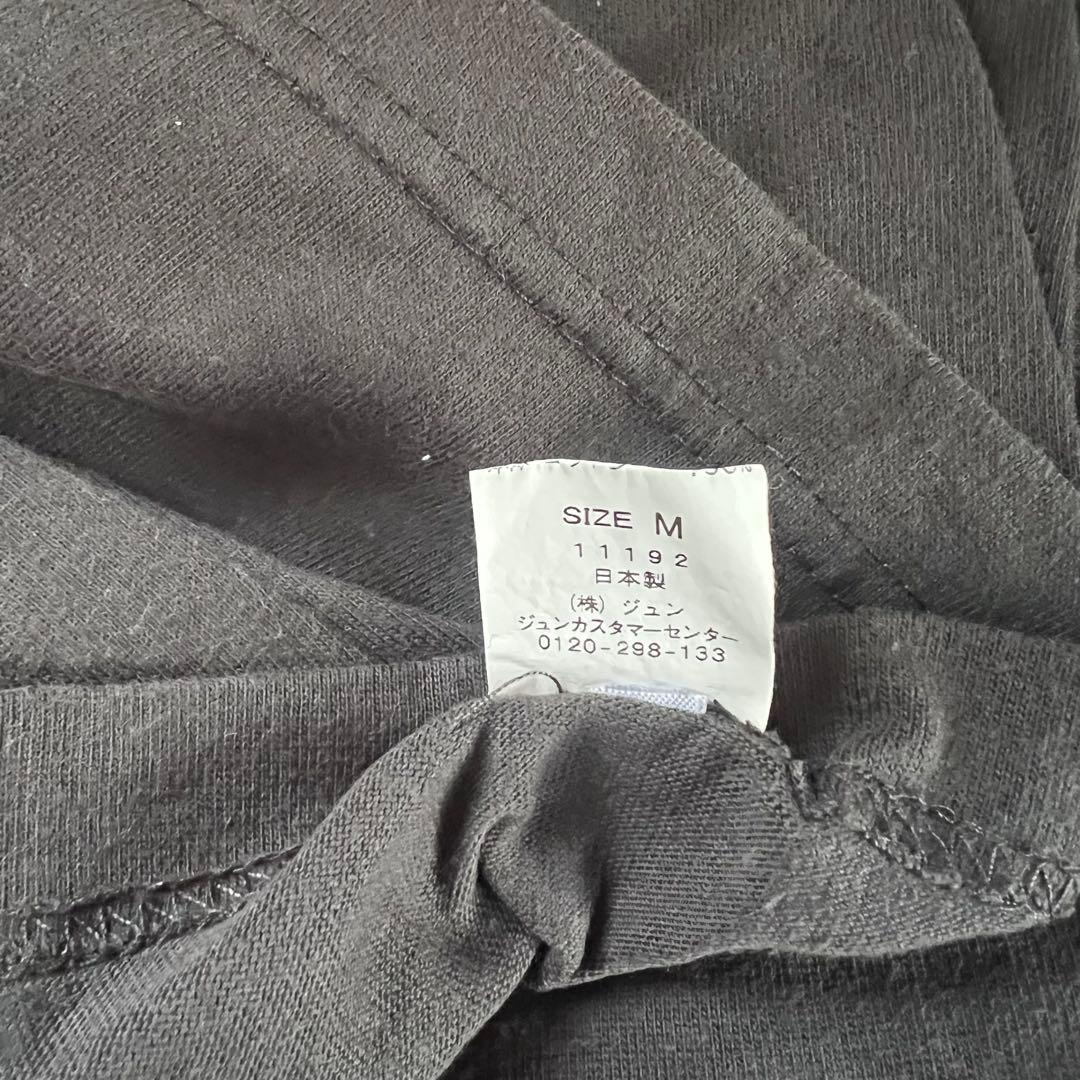 SIZE M
11192
日本製
(株) ジュン
ジュンカスタマーセンター
0120-298-133